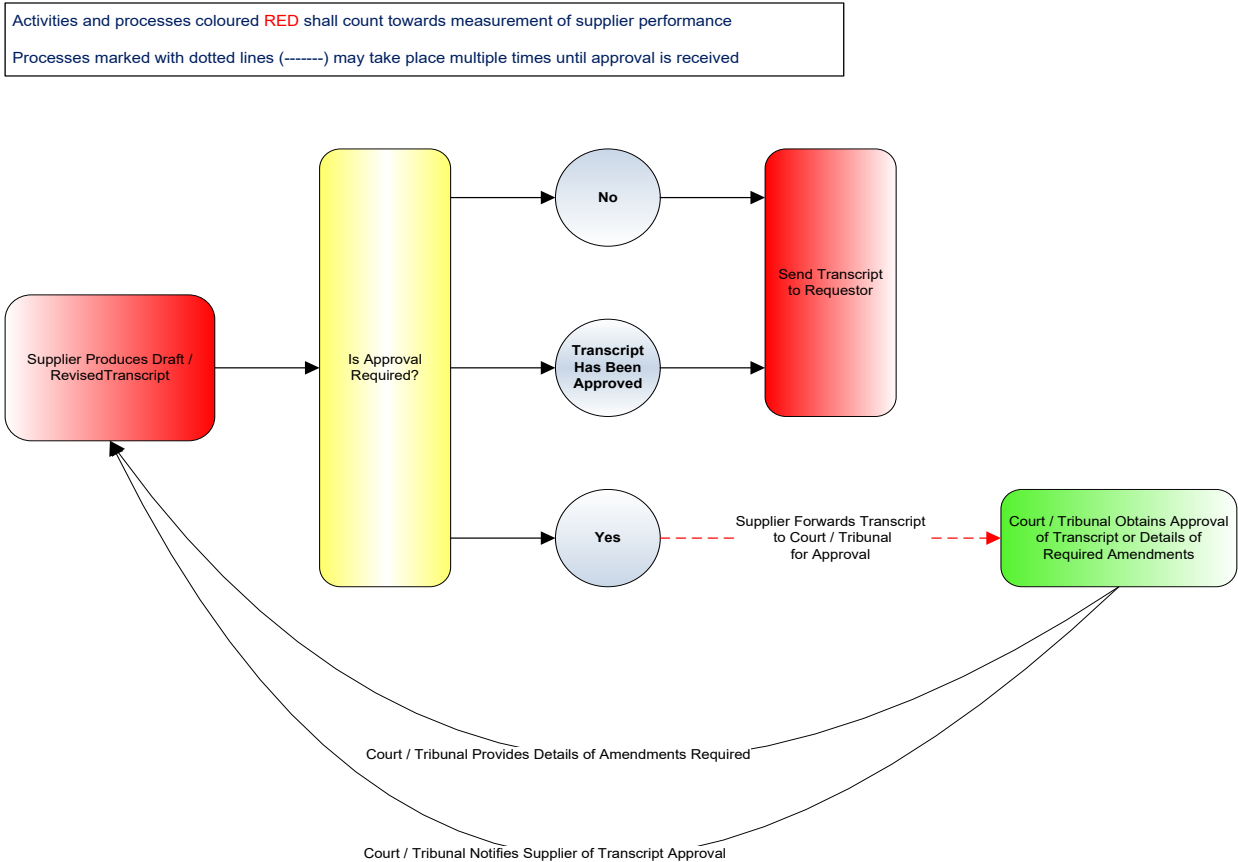 Activities and processes coloured RED shall count towards measurement of supplier performance
Processes marked with dotted lines (-------) may take place multiple times until approval is received
No
Send Transcript
to Requestor
Supplier Produces Draft /
RevisedTranscript
Is Approval
Required?
Transcript
Has Been
Approved
Yes
Supplier Forwards Transcript
to Court / Tribunal
for Approval
Court / Tribunal Obtains Approval
of Transcript or Details of
Required Amendments
Court / Tribunal Provides Details of Amendments Required
Court / Tribunal Notifies Supplier of Transcript Approval